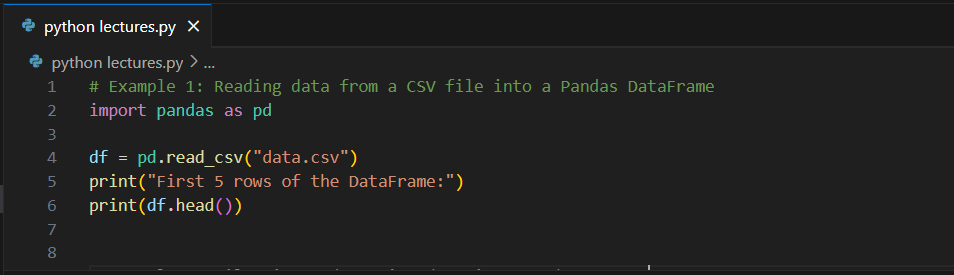 python lectures.py
python lectures.py > ...
1 # Example 1: Reading data from a CSV file into a Pandas DataFrame
2 import pandas as pd
3
4 df = pd.read_csv("data.csv")
5 print("First 5 rows of the DataFrame:")
6 print(df.head())
7
8